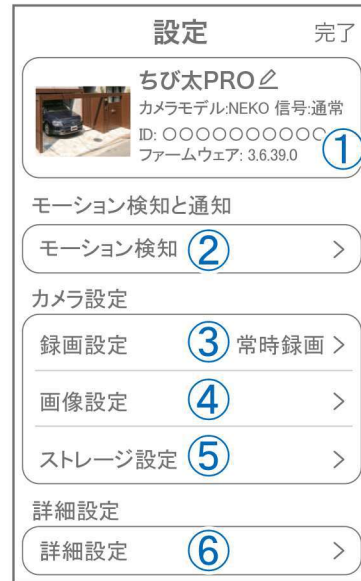 設定 完了
ちび太PRO
カメラモデル:NEKO 信号:通常
ID: ○○○○○○○○○○
ファームウェア: 3.6.39.0 ①
モーション検知と通知
モーション検知 ② >
カメラ設定
録画設定 ③ 常時録画 >
画像設定 ④ >
ストレージ設定 ⑤ >
詳細設定
詳細設定 ⑥ >